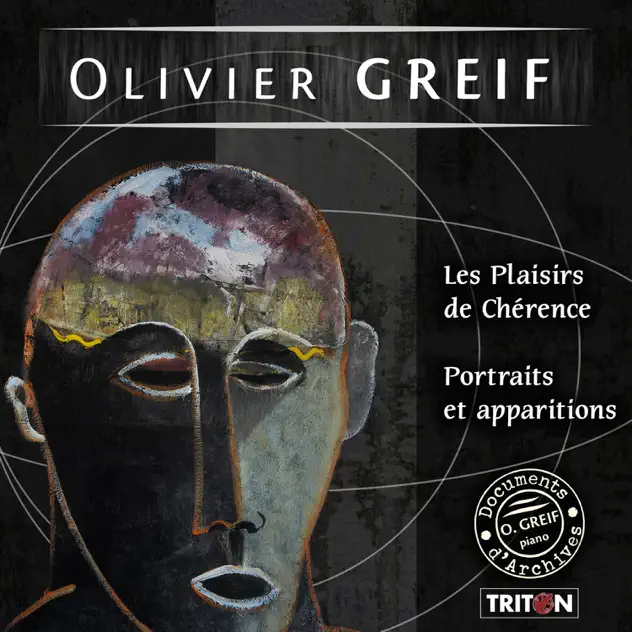 OLIVIER GREIF
Les Plaisirs
de Chérence
Portraits
et apparitions
Documents
O. GREIF
piano
d'Archives
TRITON